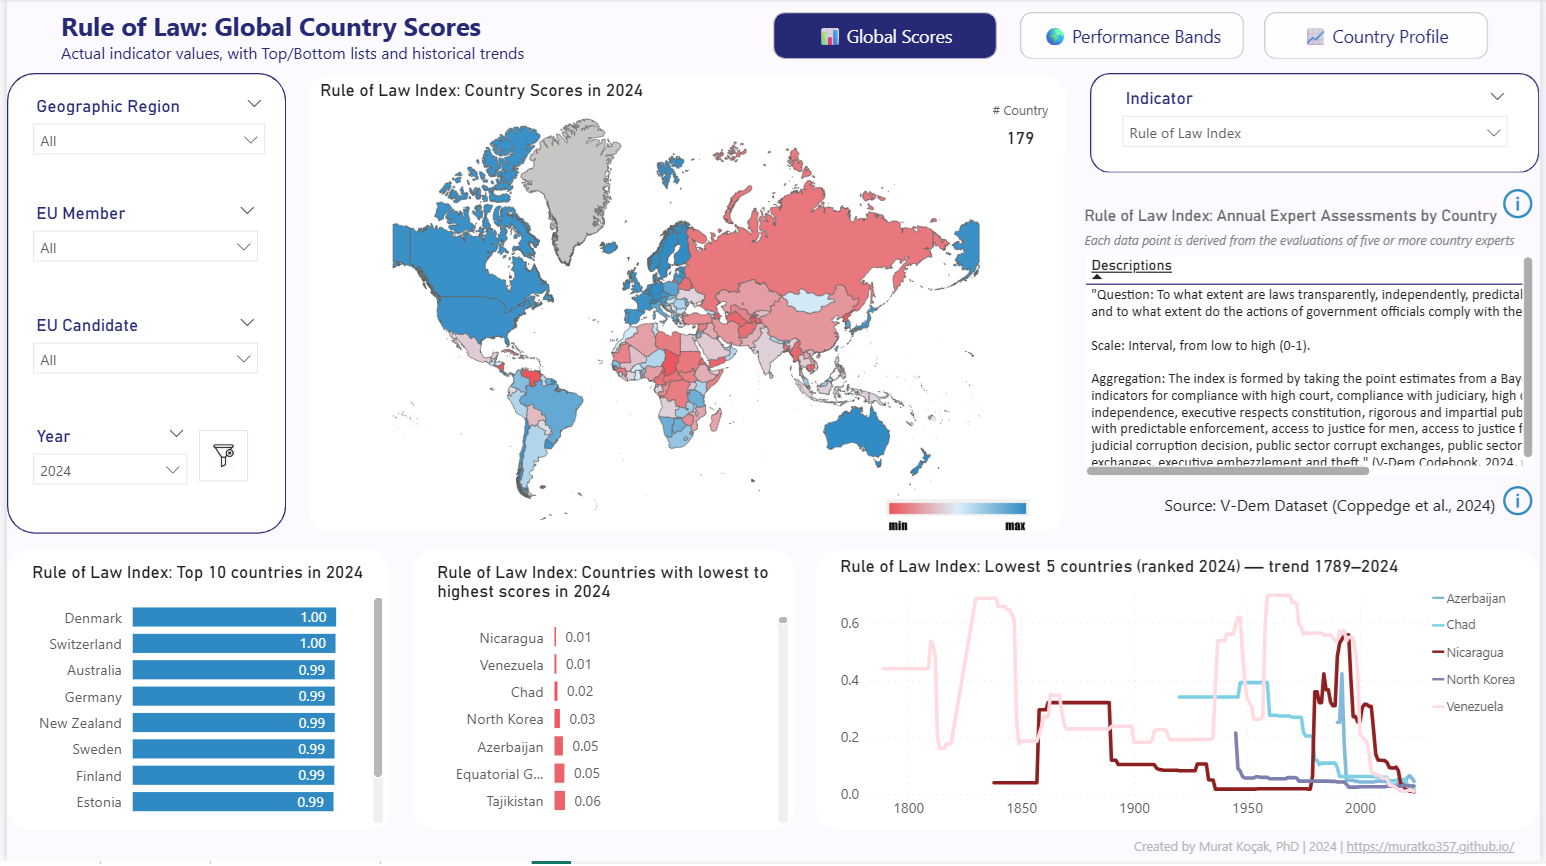 Rule of Law: Global Country Scores
Actual indicator values, with Top/Bottom lists and historical trends
Global Scores
Performance Bands
Country Profile
Geographic Region
All
EU Member
All
EU Candidate
All
Year
2024
Rule of Law Index: Country Scores in 2024
# Country
179
min
max
Indicator
Rule of Law Index
Rule of Law Index: Annual Expert Assessments by Country
Each data point is derived from the evaluations of five or more country experts
Descriptions
"Question: To what extent are laws transparently, independently, predictal
and to what extent do the actions of government officials comply with the
Scale: Interval, from low to high (0-1).
Aggregation: The index is formed by taking the point estimates from a Bay
indicators for compliance with high court, compliance with judiciary, high
independence, executive respects constitution, rigorous and impartial pub
with predictable enforcement, access to justice for men, access to justice f
judicial corruption decision, public sector corrupt exchanges, public sector
exchanges, executive embezzlement and theft." (V-Dem Codebook, 2024,
Source: V-Dem Dataset (Coppedge et al., 2024)
Rule of Law Index: Top 10 countries in 2024
Denmark 1.00
Switzerland 1.00
Australia 0.99
Germany 0.99
New Zealand 0.99
Sweden 0.99
Finland 0.99
Estonia 0.99
Rule of Law Index: Countries with lowest to
highest scores in 2024
Nicaragua 0.01
Venezuela 0.01
Chad 0.02
North Korea 0.03
Azerbaijan 0.05
Equatorial G... 0.05
Tajikistan 0.06
Rule of Law Index: Lowest 5 countries (ranked 2024) — trend 1789–2024
0.6
0.4
0.2
0.0
1800 1850 1900 1950 2000
Azerbaijan
Chad
Nicaragua
North Korea
Venezuela
Created by Murat Koçak, PhD | 2024 | https://muratko357.github.io/